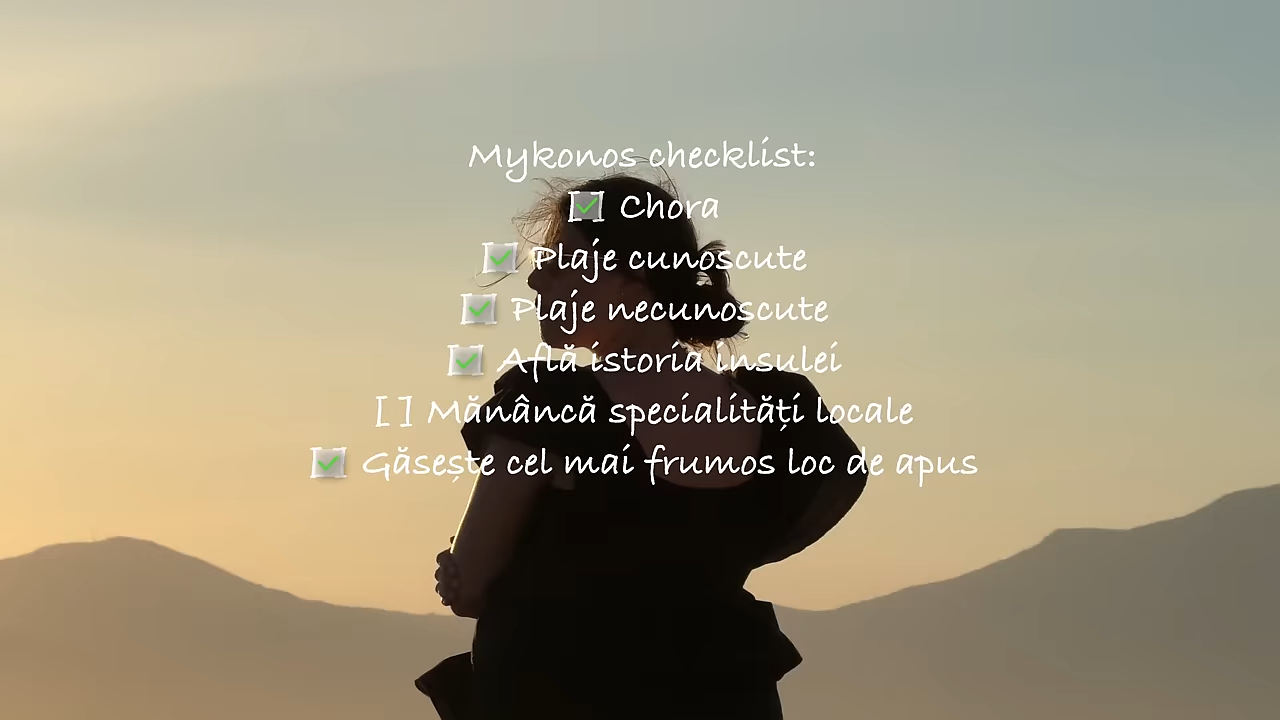 Mykonos checklist:
☑ Chora
☑ Plaje cunoscute
☑ Plaje necunoscute
☑ Află istoria insulei
[ ] Mănâncă specialități locale
☑ Găsește cel mai frumos loc de apus